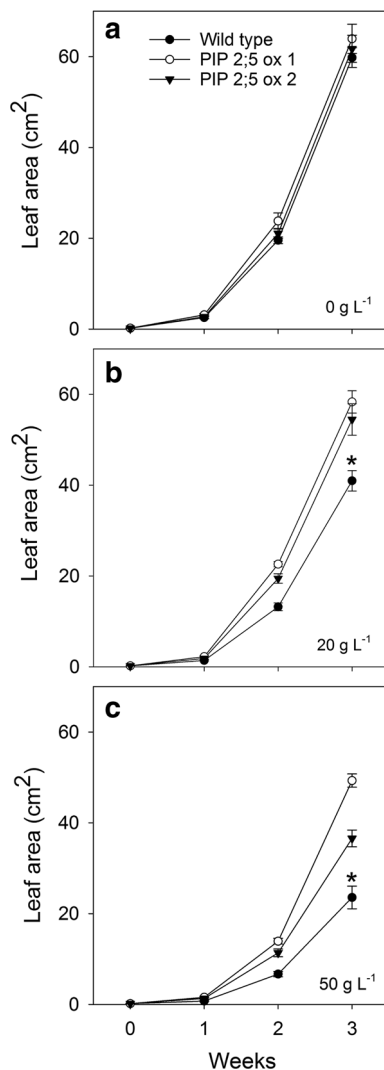 a
Wild type
PIP 2;5 ox 1
PIP 2;5 ox 2
60
40
20
0
Leaf area (cm²)
0 g L⁻¹
b
60
40
20
0
Leaf area (cm²)
*
20 g L⁻¹
c
60
40
20
0
Leaf area (cm²)
*
50 g L⁻¹
0 1 2 3
Weeks